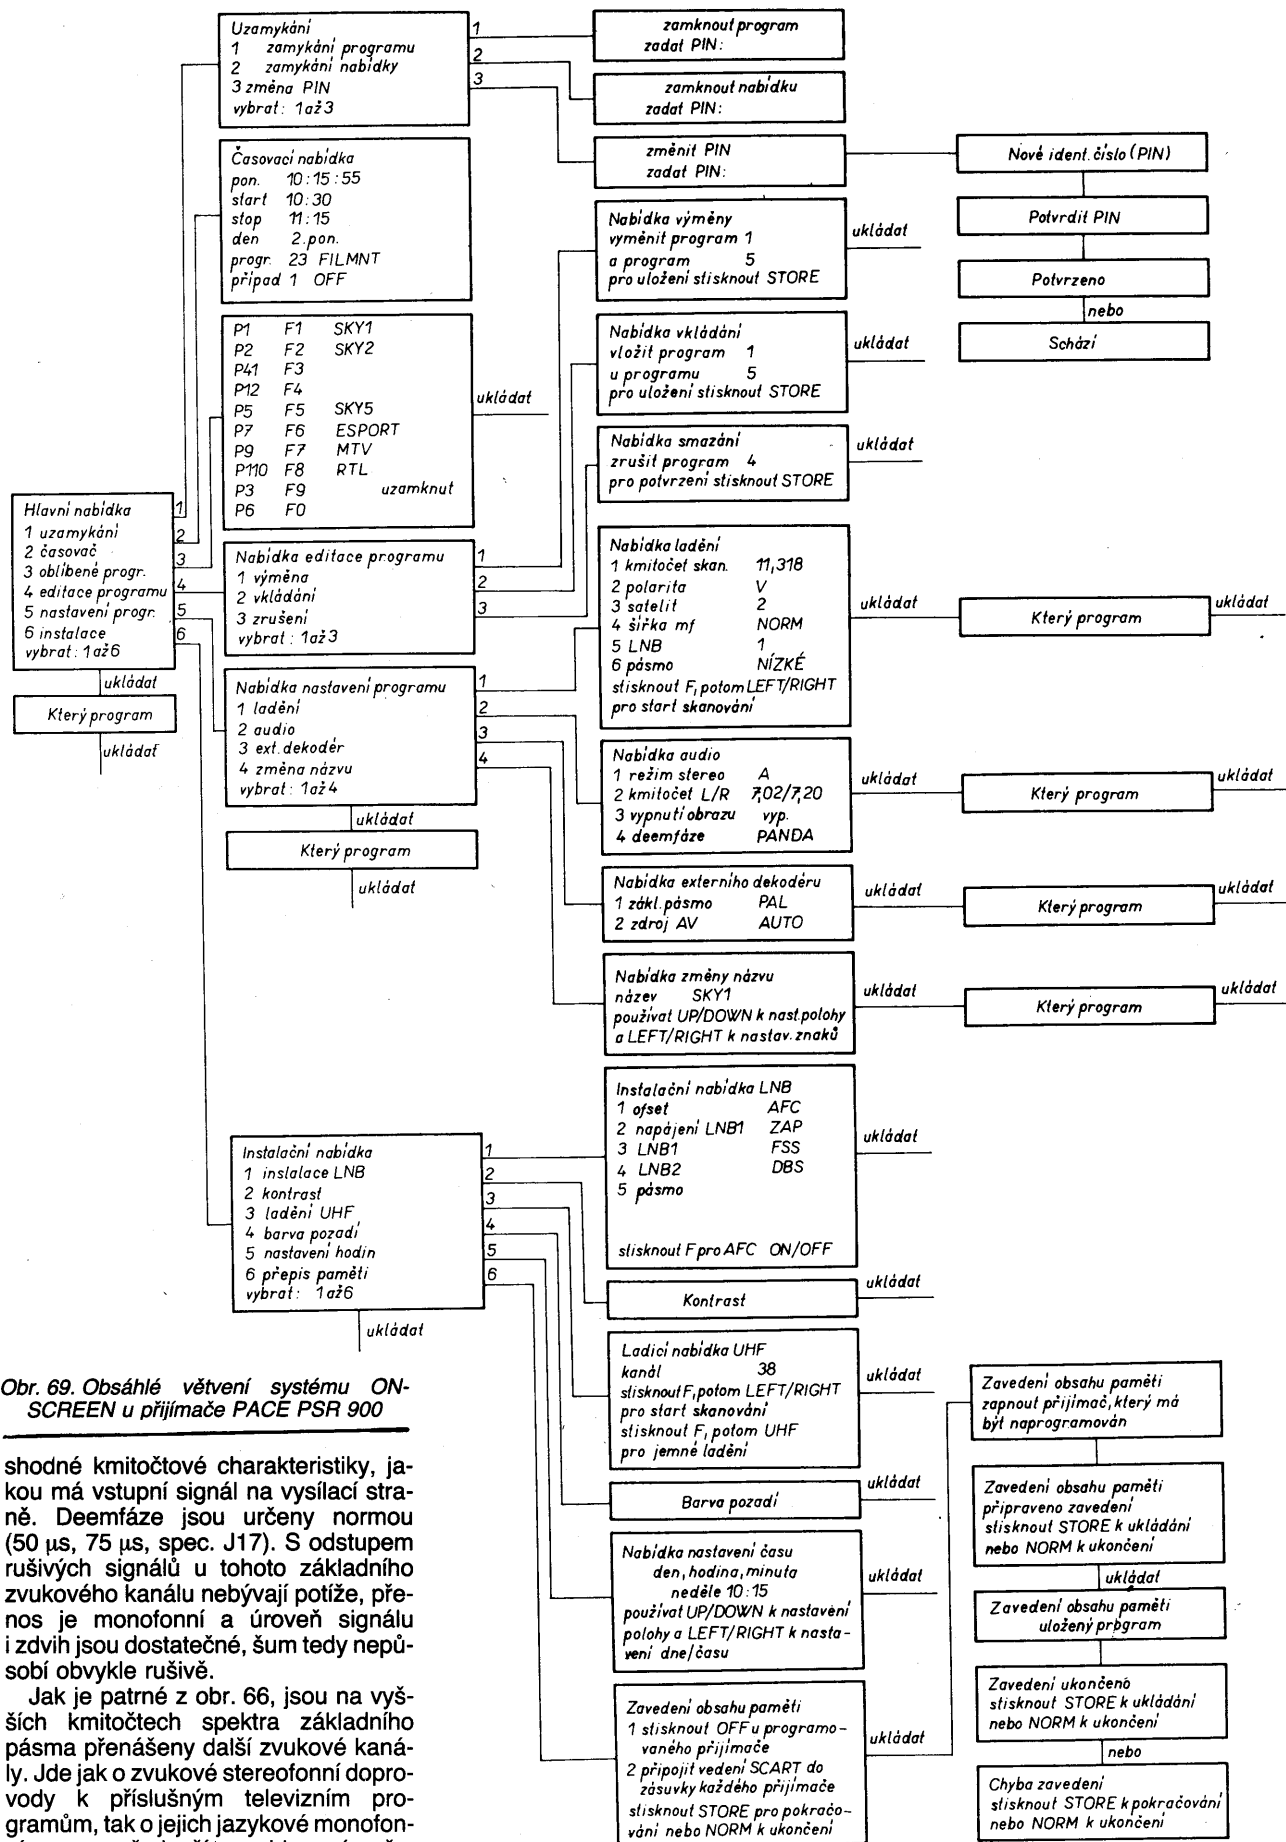 Hlavní nabídka
1 uzamykání
2 časovač
3 oblíbené progr.
4 editace programu
5 nastavení progr.
6 instalace
vybrat: 1až6
1
2
3
4
5
6
ukládat
Který program
ukládat
Uzamykání
1 zamykání programu
2 zamykání nabídky
3 změna PIN
vybrat: 1až3
1
2
3
Časovací nabídka
pon. 10:15:55
start 10:30
stop 11:15
den 2.pon.
progr. 23 FILMNT
případ 1 OFF
P1 F1 SKY1
P2 F2 SKY2
P41 F3
P12 F4
P5 F5 SKY5
P7 F6 ESPORT
P9 F7 MTV
P110 F8 RTL
P3 F9 uzamknut
P6 F0
ukládat
Nabídka editace programu
1 výměna
2 vkládání
3 zrušení
vybrat: 1až3
1
2
3
Nabídka nastavení programu
1 ladění
2 audio
3 ext. dekodér
4 změna názvu
vybrat: 1až4
1
2
3
4
ukládat
Který program
ukládat
Instalační nabídka
1 inslalace LNB
2 kontrast
3 ladění UHF
4 barva pozadí
5 nastavení hodin
6 přepis paměti
vybrat: 1až6
1
2
3
4
5
6
ukládat
zamknout program
zadat PIN:
zamknout nabídku
zadat PIN:
změnit PIN
zadat PIN:
Nové ident. číslo (PIN)
Potvrdit PIN
Potvrzeno
nebo
Schází
Nabídka výměny
vyměnit program 1
a program 5
pro uložení stisknout STORE
ukládat
Nabídka vkládání
vložit program 1
u programu 5
pro uložení stisknout STORE
ukládat
Nabídka smazání
zrušit program 4
pro potvrzení stisknout STORE
ukládat
Nabídka ladění
1 kmitočet skan. 11,318
2 polarita V
3 satelit 2
4 šířka mf NORM
5 LNB 1
6 pásmo NÍZKÉ
stisknout F, potom LEFT/RIGHT
pro start skanování
ukládat
Který program
ukládat
Nabídka audio
1 režim stereo A
2 kmitočet L/R 7,02/7,20
3 vypnutí obrazu vyp.
4 deemfáze PANDA
ukládat
Který program
ukládat
Nabídka externího dekodéru
1 zákl. pásmo PAL
2 zdroj AV AUTO
ukládat
Který program
ukládat
Nabídka změny názvu
název SKY1
používat UP/DOWN k nast. polohy
a LEFT/RIGHT k nastav. znaků
ukládat
Který program
ukládat
Instalační nabídka LNB
1 ofset AFC
2 napájení LNB1 ZAP
3 LNB1 FSS
4 LNB2 DBS
5 pásmo
stisknout F pro AFC ON/OFF
ukládat
Kontrast
ukládat
Ladicí nabídka UHF
kanál 38
stisknout F, potom LEFT/RIGHT
pro start skanování
stisknout F, potom UHF
pro jemné ladění
ukládat
Barva pozadí
ukládat
Nabídka nastavení času
den, hodina, minuta
neděle 10:15
používat UP/DOWN k nastavení
polohy a LEFT/RIGHT k nasta-
vení dne/času
ukládat
Zavedení obsahu paměti
1 stisknout OFF u programo-
vaného přijímače
2 připojit vedení SCART do
zásuvky každého přijímače
stisknout STORE pro pokračo-
vání nebo NORM k ukončení
ukládat
Zavedení obsahu paměti
zapnout přijímač, který má
být naprogramován
Zavedení obsahu paměti
připraveno zavedení
stisknout STORE k ukládání
nebo NORM k ukončení
ukládat
Zavedení obsahu paměti
uložený program
Zavedení ukončeno
stisknout STORE k ukládání
nebo NORM k ukončení
nebo
Chyba zavedení
stisknout STORE k pokračování
nebo NORM k ukončení
Obr. 69. Obsáhlé větvení systému ON-
SCREEN u přijímače PACE PSR 900
shodné kmitočtové charakteristiky, ja-
kou má vstupní signál na vysílací stra-
ně. Deemfáze jsou určeny normou
(50 μs, 75 μs, spec. J17). S odstupem
rušivých signálů u tohoto základního
zvukového kanálu nebývají potíže, pře-
nos je monofonní a úroveň signálu
i zdvih jsou dostatečné, šum tedy nepů-
sobí obvykle rušivě.
Jak je patrné z obr. 66, jsou na vyš-
ších kmitočtech spektra základního
pásma přenášeny další zvukové kaná-
ly. Jde jak o zvukové stereofonní dopro-
vody k příslušným televizním pro-
gramům, tak o jejich jazykové monofon-